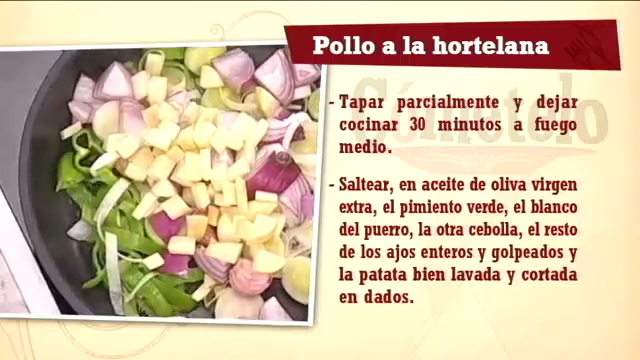 Pollo a la hortelana
Cómetelo
- Tapar parcialmente y dejar
cocinar 30 minutos a fuego
medio.
- Saltear, en aceite de oliva virgen
extra, el pimiento verde, el blanco
del puerro, la otra cebolla, el resto
de los ajos enteros y golpeados y
la patata bien lavada y cortada
en dados.